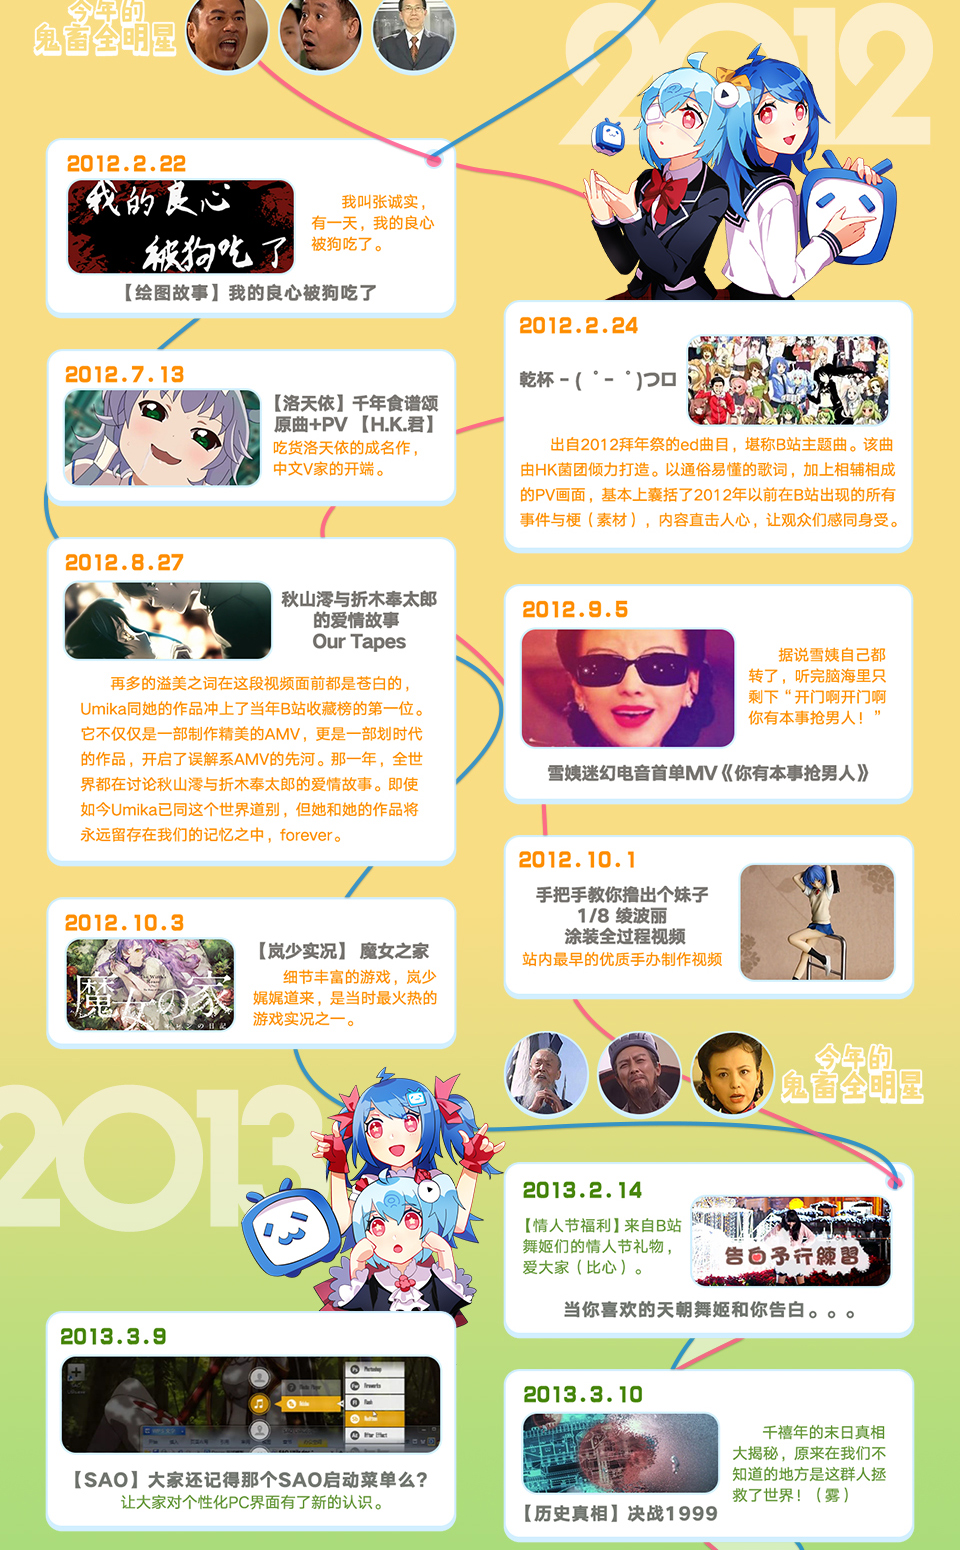 今年的
鬼畜全明星
2012
2012.2.22
我的良心
被狗吃了
我叫张诚实，
有一天，我的良心
被狗吃了。
【绘图故事】我的良心被狗吃了
2012.2.24
乾杯 - ( ゜- ゜)つロ
出自2012拜年祭的ed曲目，堪称B站主题曲。该曲
由HK菌团倾力打造。以通俗易懂的歌词，加上相辅相成
的PV画面，基本上囊括了2012年以前在B站出现的所有
事件与梗（素材），内容直击人心，让观众们感同身受。
2012.7.13
【洛天依】千年食谱颂
原曲+PV 【H.K.君】
吃货洛天依的成名作，
中文V家的开端。
2012.8.27
秋山澪与折木奉太郎
的爱情故事
Our Tapes
再多的溢美之词在这段视频面前都是苍白的，
Umika同她的作品冲上了当年B站收藏榜的第一位。
它不仅仅是一部制作精美的AMV，更是一部划时代
的作品，开启了误解系AMV的先河。那一年，全世
界都在讨论秋山澪与折木奉太郎的爱情故事。即使
如今Umika已同这个世界道别，但她和她的作品将
永远留存在我们的记忆之中，forever。
2012.9.5
据说雪姨自己都
转了，听完脑海里只
剩下“开门啊开门啊
你有本事抢男人！”
雪姨迷幻电音首单MV《你有本事抢男人》
2012.10.1
手把手教你撸出个妹子
1/8 绫波丽
涂装全过程视频
站内最早的优质手办制作视频
2012.10.3
魔女の家
【岚少实况】 魔女之家
细节丰富的游戏，岚少
娓娓道来，是当时最火热的
游戏实况之一。
今年的
鬼畜全明星
2013
2013.2.14
【情人节福利】来自B站
舞姬们的情人节礼物，
爱大家（比心）。
告白予行練習
当你喜欢的天朝舞姬和你告白。。。
2013.3.9
Photoshop
Fireworks
Flash
After Effect
【SAO】大家还记得那个SAO启动菜单么？
让大家对个性化PC界面有了新的认识。
2013.3.10
千禧年的末日真相
大揭秘，原来在我们不
知道的地方是这群人拯
救了世界！（雾）
【历史真相】决战1999